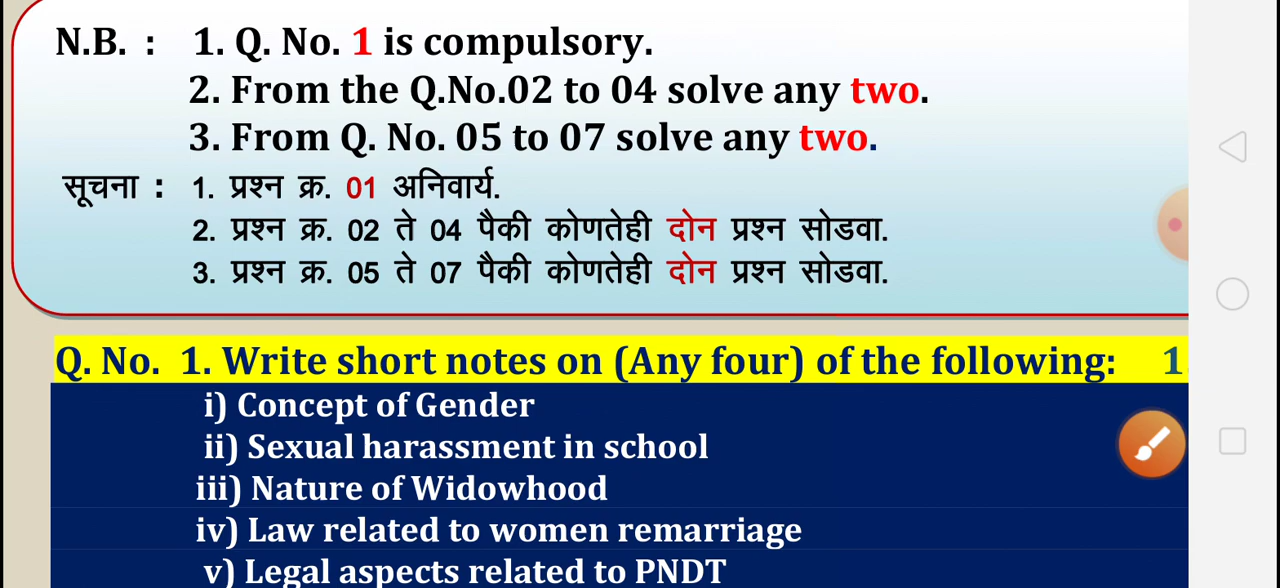 N.B. : 1. Q. No. 1 is compulsory.
2. From the Q.No.02 to 04 solve any two.
3. From Q. No. 05 to 07 solve any two.
सूचना : 1. प्रश्न क्र. 01 अनिवार्य.
2. प्रश्न क्र. 02 ते 04 पैकी कोणतेही दोन प्रश्न सोडवा.
3. प्रश्न क्र. 05 ते 07 पैकी कोणतेही दोन प्रश्न सोडवा.
Q. No. 1. Write short notes on (Any four) of the following:
i) Concept of Gender
ii) Sexual harassment in school
iii) Nature of Widowhood
iv) Law related to women remarriage
v) Legal aspects related to PNDT